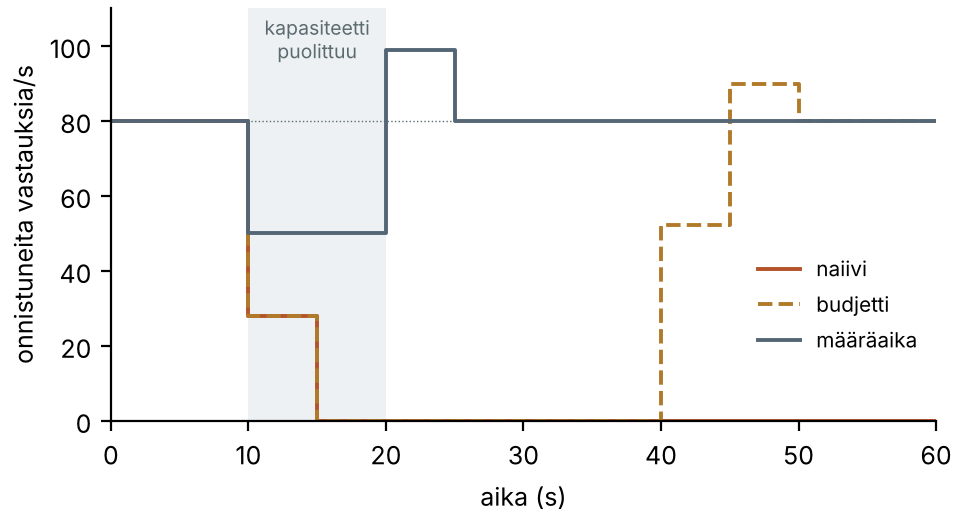 kapasiteetti
puolittuu
onnistuneita vastauksia/s
100
80
60
40
20
0
naiivi
budjetti
määräaika
0 10 20 30 40 50 60
aika (s)